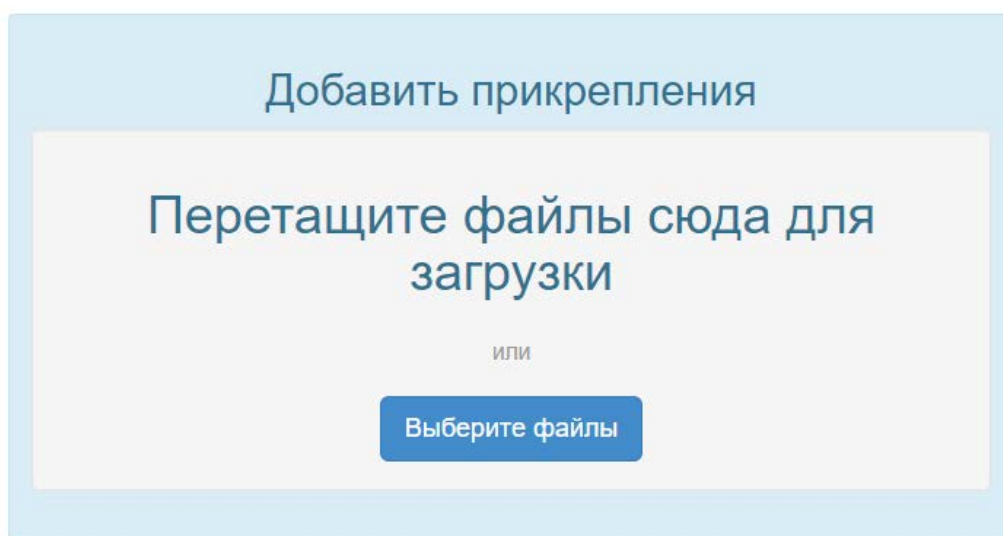 Добавить прикрепления
Перетащите файлы сюда для
загрузки
или
Выберите файлы